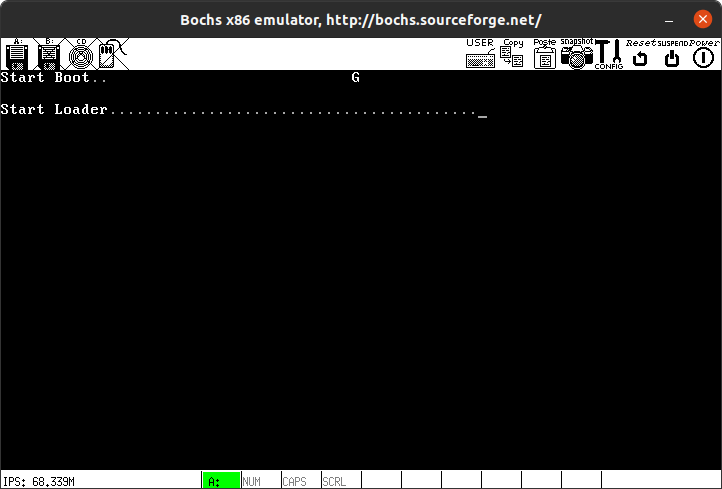 Bochs x86 emulator, http://bochs.sourceforge.net/
A: B: CD USER Copy Poste snapshot CONFIG Reset SUSPEND Power
Start Boot.. G
Start Loader.........................................
IPS: 68.339M A: NUM CAPS SCRL